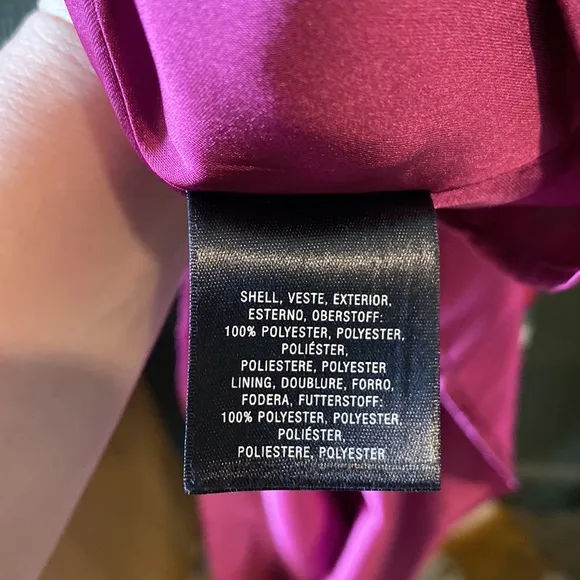 SHELL, VESTE, EXTERIOR,
ESTERNO, OBERSTOFF:
100% POLYESTER, POLYESTER,
POLIÉSTER,
POLIESTERE, POLYESTER
LINING, DOUBLURE, FORRO,
FODERA, FUTTERSTOFF:
100% POLYESTER, POLYESTER,
POLIÉSTER,
POLIESTERE, POLYESTER